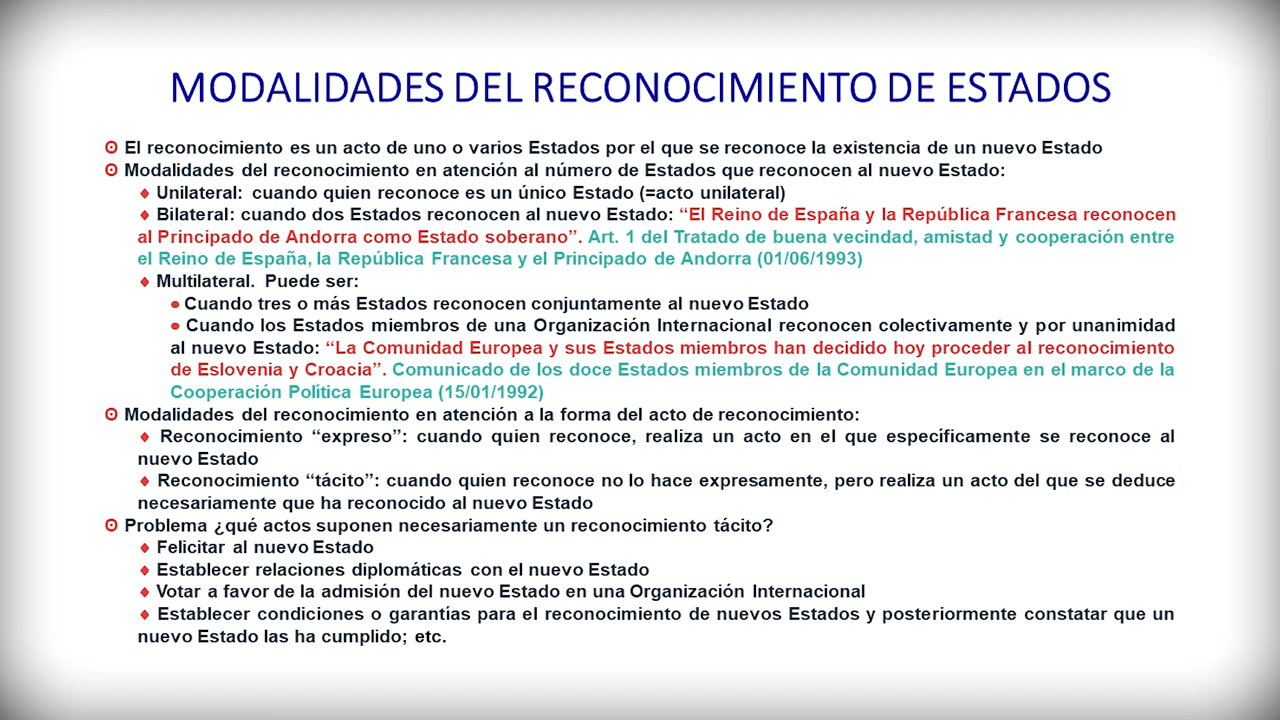 MODALIDADES DEL RECONOCIMIENTO DE ESTADOS
El reconocimiento es un acto de uno o varios Estados por el que se reconoce la existencia de un nuevo Estado
Modalidades del reconocimiento en atención al número de Estados que reconocen al nuevo Estado:
Unilateral: cuando quien reconoce es un único Estado (=acto unilateral)
Bilateral: cuando dos Estados reconocen al nuevo Estado: “El Reino de España y la República Francesa reconocen
al Principado de Andorra como Estado soberano”. Art. 1 del Tratado de buena vecindad, amistad y cooperación entre
el Reino de España, la República Francesa y el Principado de Andorra (01/06/1993)
Multilateral. Puede ser:
Cuando tres o más Estados reconocen conjuntamente al nuevo Estado
Cuando los Estados miembros de una Organización Internacional reconocen colectivamente y por unanimidad
al nuevo Estado: “La Comunidad Europea y sus Estados miembros han decidido hoy proceder al reconocimiento
de Eslovenia y Croacia”. Comunicado de los doce Estados miembros de la Comunidad Europea en el marco de la
Cooperación Política Europea (15/01/1992)
Modalidades del reconocimiento en atención a la forma del acto de reconocimiento:
Reconocimiento “expreso”: cuando quien reconoce, realiza un acto en el que específicamente se reconoce al
nuevo Estado
Reconocimiento “tácito”: cuando quien reconoce no lo hace expresamente, pero realiza un acto del que se deduce
necesariamente que ha reconocido al nuevo Estado
Problema ¿qué actos suponen necesariamente un reconocimiento tácito?
Felicitar al nuevo Estado
Establecer relaciones diplomáticas con el nuevo Estado
Votar a favor de la admisión del nuevo Estado en una Organización Internacional
Establecer condiciones o garantías para el reconocimiento de nuevos Estados y posteriormente constatar que un
nuevo Estado las ha cumplido; etc.